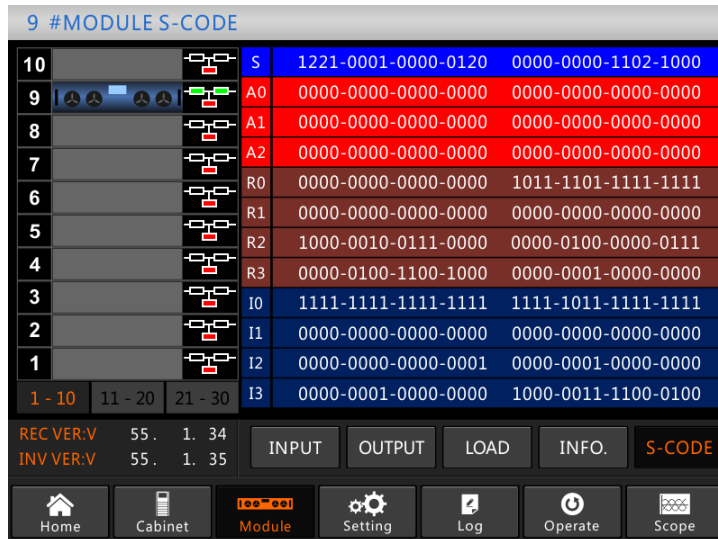 9 #MODULE S-CODE
10 S 1221-0001-0000-0120 0000-0000-1102-1000
9 A0 0000-0000-0000-0000 0000-0000-0000-0000
8 A1 0000-0000-0000-0000 0000-0000-0000-0000
7 A2 0000-0000-0000-0000 0000-0000-0000-0000
R0 0000-0000-0000-0000 1011-1101-1111-1111
6 R1 0000-0000-0000-0000 0000-0000-0000-0000
5 R2 1000-0010-0111-0000 0000-0100-0000-0111
4 R3 0000-0100-1100-1000 0000-0001-0000-0000
3 I0 1111-1111-1111-1111 1111-1011-1111-1111
2 I1 0000-0000-0000-0000 0000-0000-0000-0000
1 I2 0000-0000-0000-0001 0000-0001-0000-0000
1 - 10 11 - 20 21 - 30 I3 0000-0001-0000-0000 1000-0011-1100-0100
REC VER:V 55. 1. 34
INV VER:V 55. 1. 35
INPUT OUTPUT LOAD INFO. S-CODE
Home Cabinet Module Setting Log Operate Scope